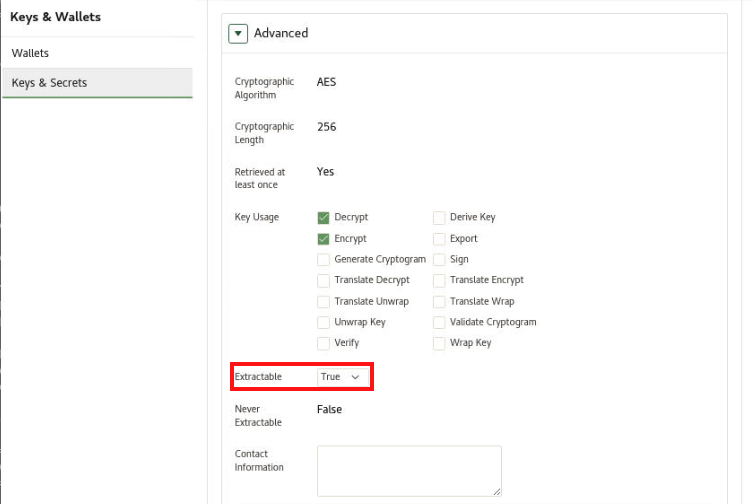 Keys & Wallets
Wallets
Keys & Secrets
Advanced
Cryptographic
Algorithm
AES
Cryptographic
Length
256
Retrieved at
least once
Yes
Key Usage
Decrypt
Derive Key
Encrypt
Export
Generate Cryptogram
Sign
Translate Decrypt
Translate Encrypt
Translate Unwrap
Translate Wrap
Unwrap Key
Validate Cryptogram
Verify
Wrap Key
Extractable
True
Never
Extractable
False
Contact
Information